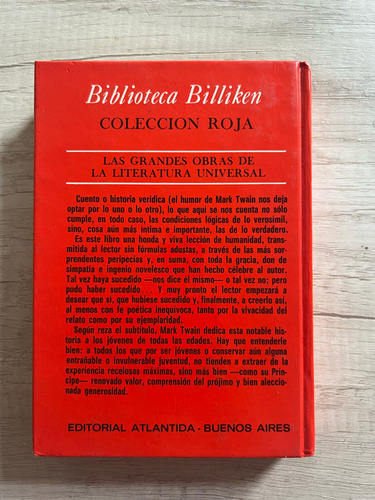 Biblioteca Billiken
COLECCION ROJA
LAS GRANDES OBRAS DE
LA LITERATURA UNIVERSAL
Cuento o historia verídica (el humor de Mark Twain nos deja
optar por lo uno o lo otro), lo que aquí se nos cuenta no sólo
cumple, en todo caso, las condiciones lógicas de lo verosímil,
sino, cosa aún más íntima e importante, las de lo verdadero.
Es este libro una honda y viva lección de humanidad, trans-
mitida al lector sin fórmulas adustas, a través de las más sor-
prendentes peripecias y, en suma, con toda la gracia, don de
simpatía e ingenio novelesco que han hecho célebre al autor.
Tal vez haya sucedido —nos dice el mismo— o tal vez no; pero
pudo haber sucedido... Y muy pronto el lector empezará a
desear que sí, que hubiese sucedido y, finalmente, a creerlo así,
al menos con fe poética inequívoca, tanto por la vivacidad del
relato como por su ejemplaridad.
Según reza el subtítulo, Mark Twain dedica esta notable his-
toria a los jóvenes de todas las edades. Hay que entenderle
bien: a todos los que por ser jóvenes o conservar aún alguna
entrañable o invulnerable juventud, no tienden a extraer de la
experiencia recelosas máximas, sino más bien —como su Prín-
cipe— renovado valor, comprensión del prójimo y bien aleccio-
nada generosidad.
EDITORIAL ATLANTIDA - BUENOS AIRES